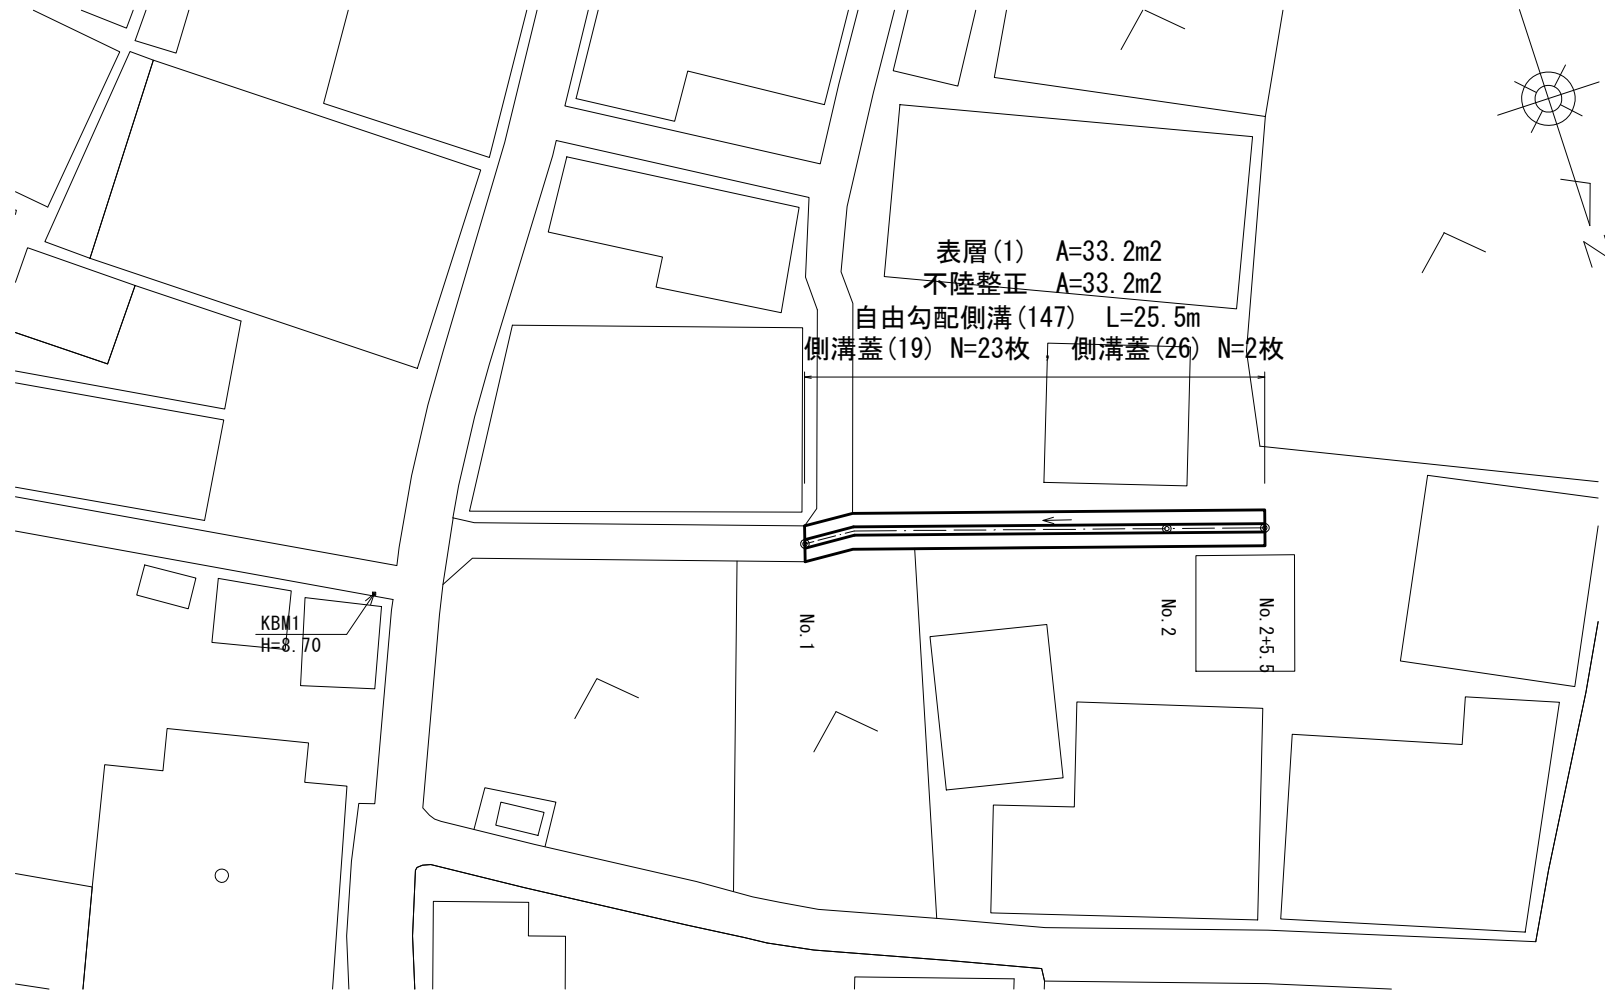 表層(1) A=33.2m2
不陸整正 A=33.2m2
自由勾配側溝(147) L=25.5m
側溝蓋(19) N=23枚 , 側溝蓋(26) N=2枚
KBM1
H=8.70
No.1
No.2
No.2+5.5